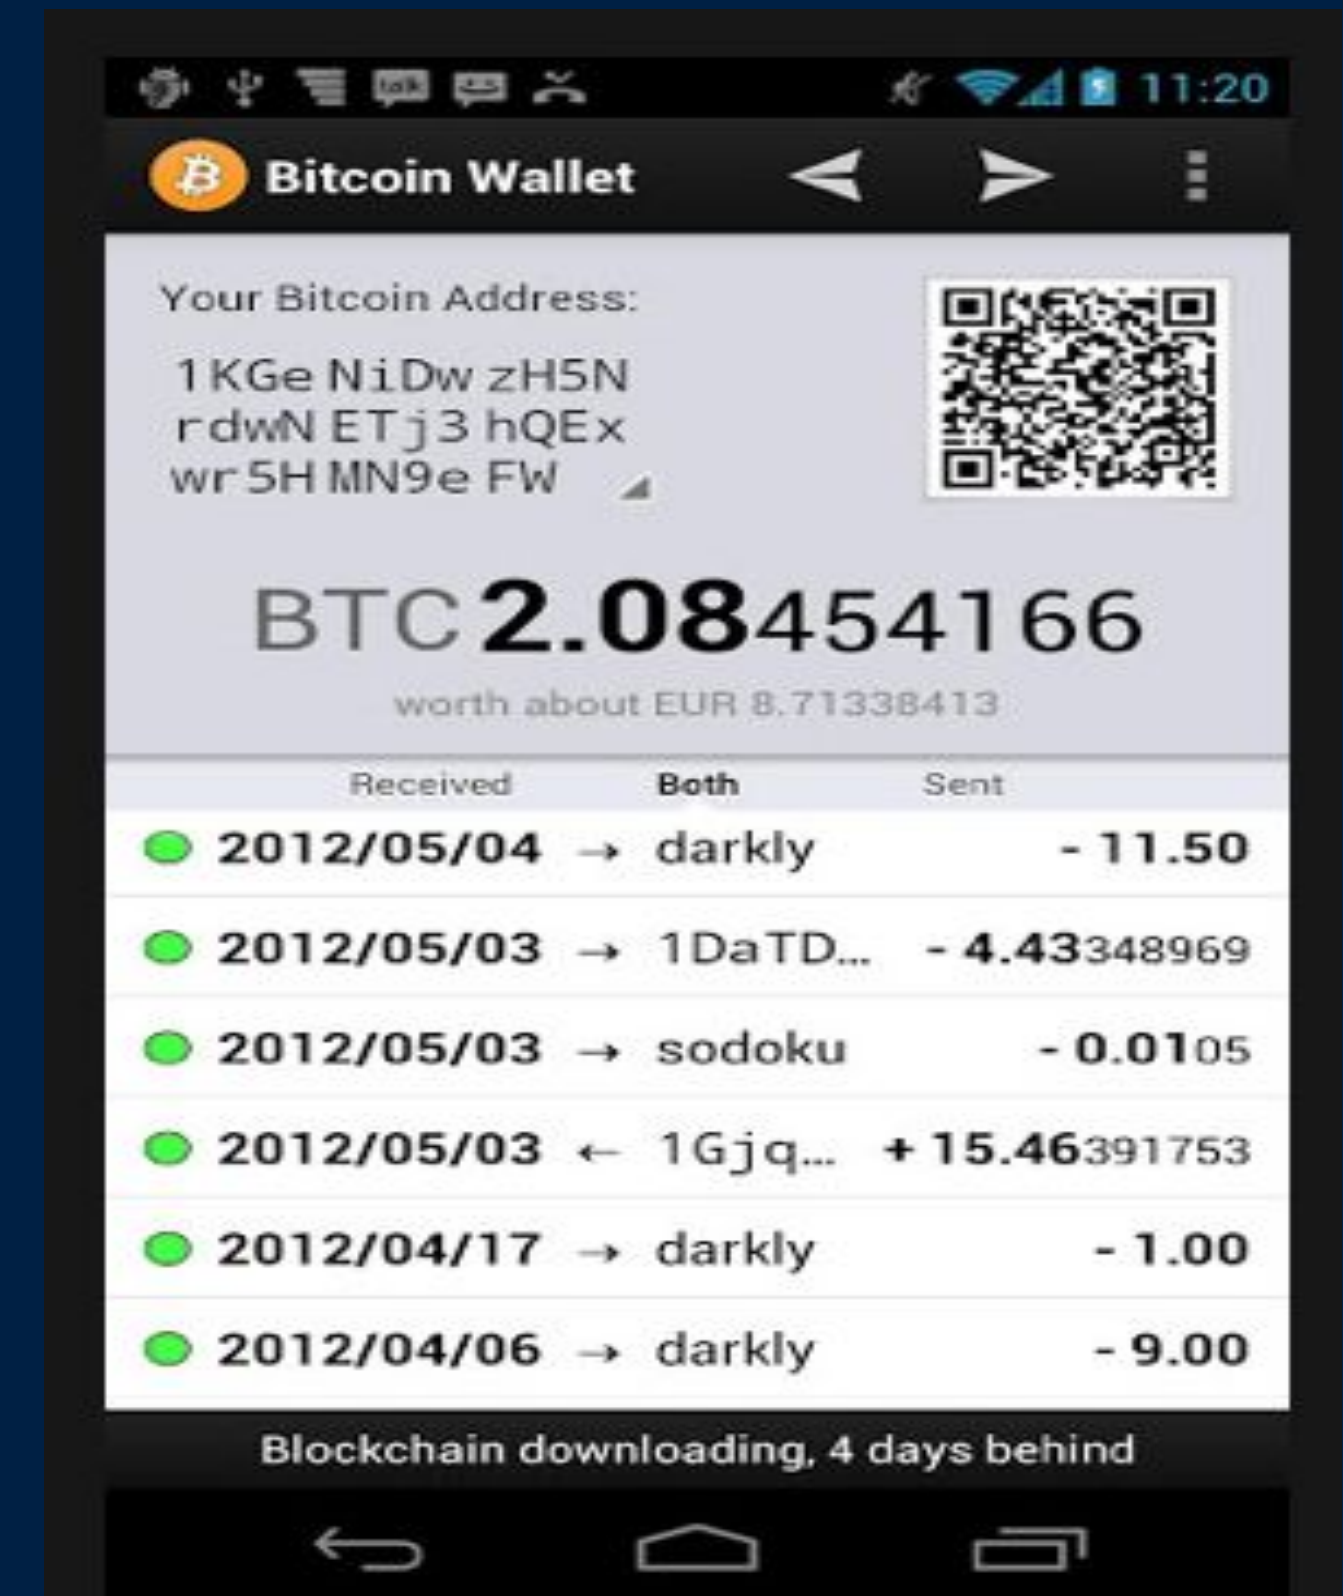 talk 11:20
Bitcoin Wallet
Your Bitcoin Address:
1KGe NiDw zH5N
rdwN ETj3 hQEx
wr5H MN9e FW
BTC 2.08454166
worth about EUR 8.71338413
Received Both Sent
2012/05/04 → darkly - 11.50
2012/05/03 → 1DaTD... - 4.43348969
2012/05/03 → sodoku - 0.0105
2012/05/03 ← 1Gjq... + 15.46391753
2012/04/17 → darkly - 1.00
2012/04/06 → darkly - 9.00
Blockchain downloading, 4 days behind